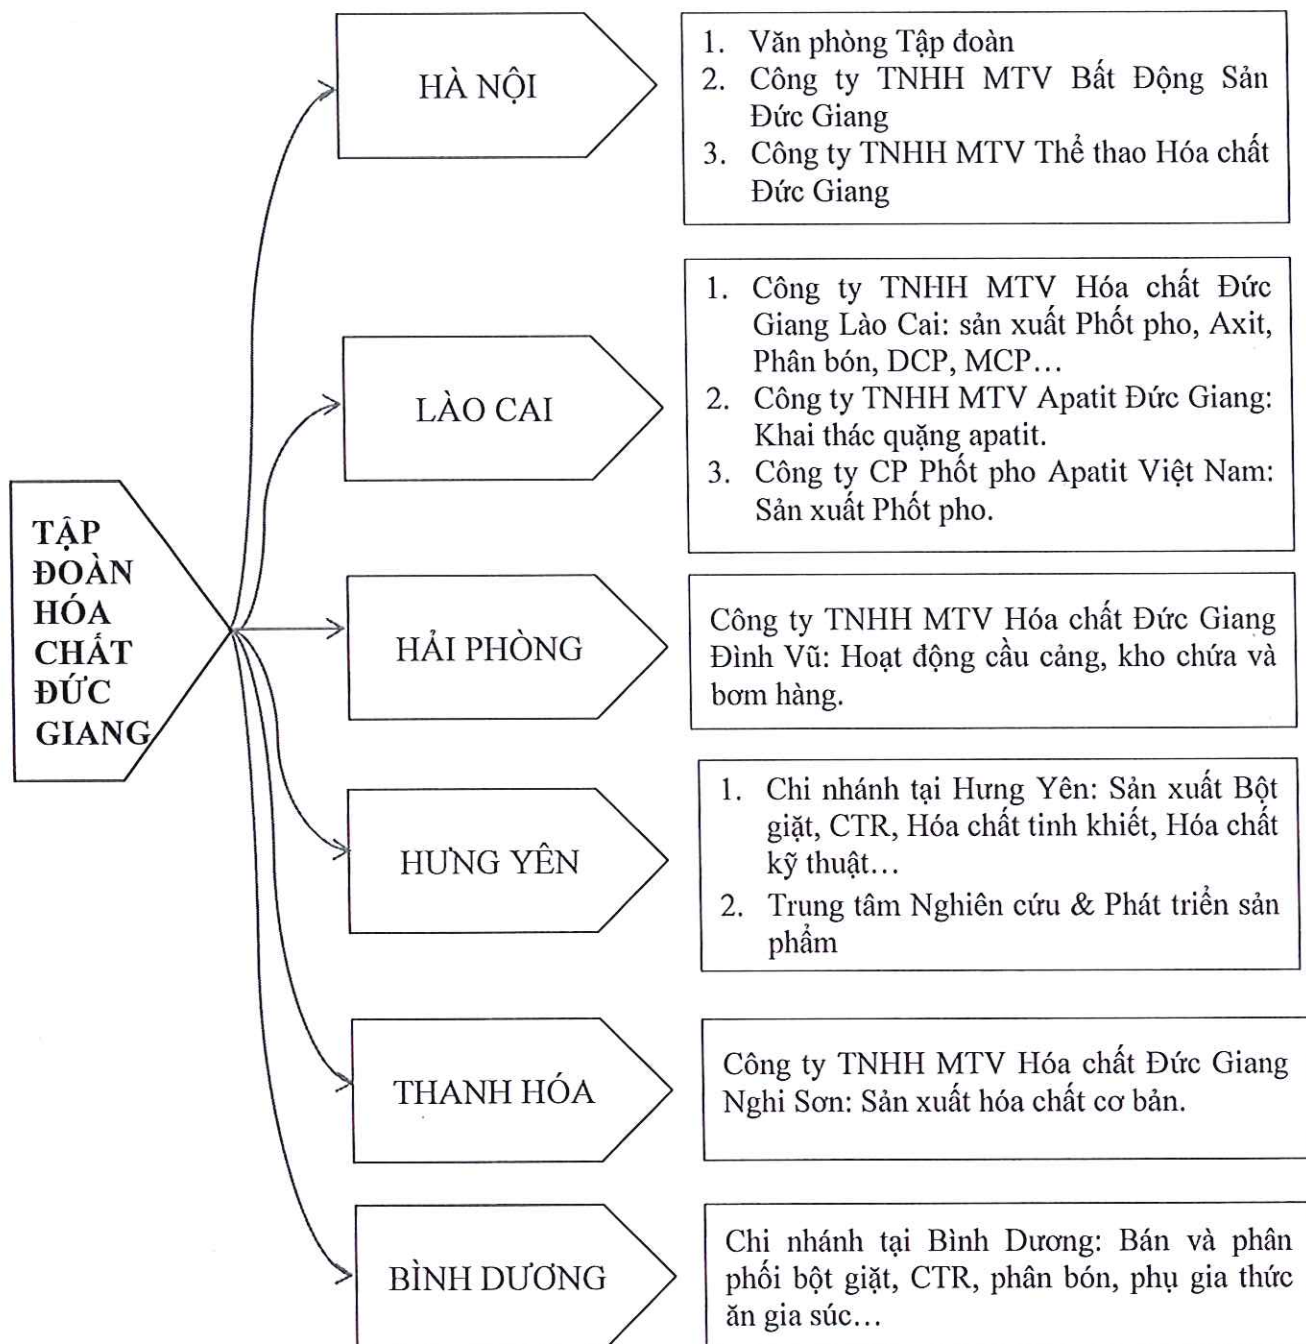 TẬP
ĐOÀN
HÓA
CHẤT
ĐỨC
GIANG
HÀ NỘI
1. Văn phòng Tập đoàn
2. Công ty TNHH MTV Bất Động Sản
Đức Giang
3. Công ty TNHH MTV Thể thao Hóa chất
Đức Giang
LÀO CAI
1. Công ty TNHH MTV Hóa chất Đức
Giang Lào Cai: sản xuất Phốt pho, Axit,
Phân bón, DCP, MCP…
2. Công ty TNHH MTV Apatit Đức Giang:
Khai thác quặng apatit.
3. Công ty CP Phốt pho Apatit Việt Nam:
Sản xuất Phốt pho.
HẢI PHÒNG
Công ty TNHH MTV Hóa chất Đức Giang
Đình Vũ: Hoạt động cầu cảng, kho chứa và
bơm hàng.
HƯNG YÊN
1. Chi nhánh tại Hưng Yên: Sản xuất Bột
giặt, CTR, Hóa chất tinh khiết, Hóa chất
kỹ thuật…
2. Trung tâm Nghiên cứu & Phát triển sản
phẩm
THANH HÓA
Công ty TNHH MTV Hóa chất Đức Giang
Nghi Sơn: Sản xuất hóa chất cơ bản.
BÌNH DƯƠNG
Chi nhánh tại Bình Dương: Bán và phân
phối bột giặt, CTR, phân bón, phụ gia thức
ăn gia súc…